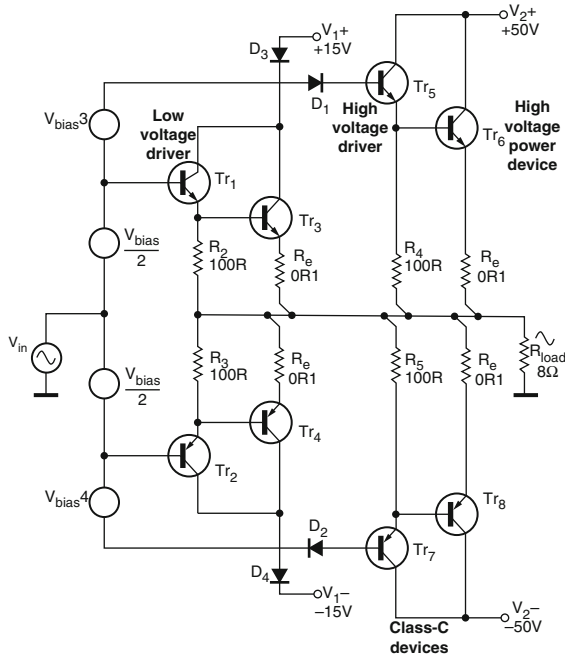 V1+
+15V
V2+
+50V
D3
D1
Vbias3
Low
voltage
driver
High
voltage
driver
Tr5
High
voltage
power
device
Tr6
Tr1
Tr3
Vbias
2
R2
100R
Re
0R1
R4
100R
Re
0R1
Vin
Rload
8Ω
Vbias
2
R3
100R
Re
0R1
R5
100R
Re
0R1
Tr4
Tr2
Vbias4
Tr8
D2
Tr7
D4
V1–
–15V
V2–
–50V
Class-C
devices